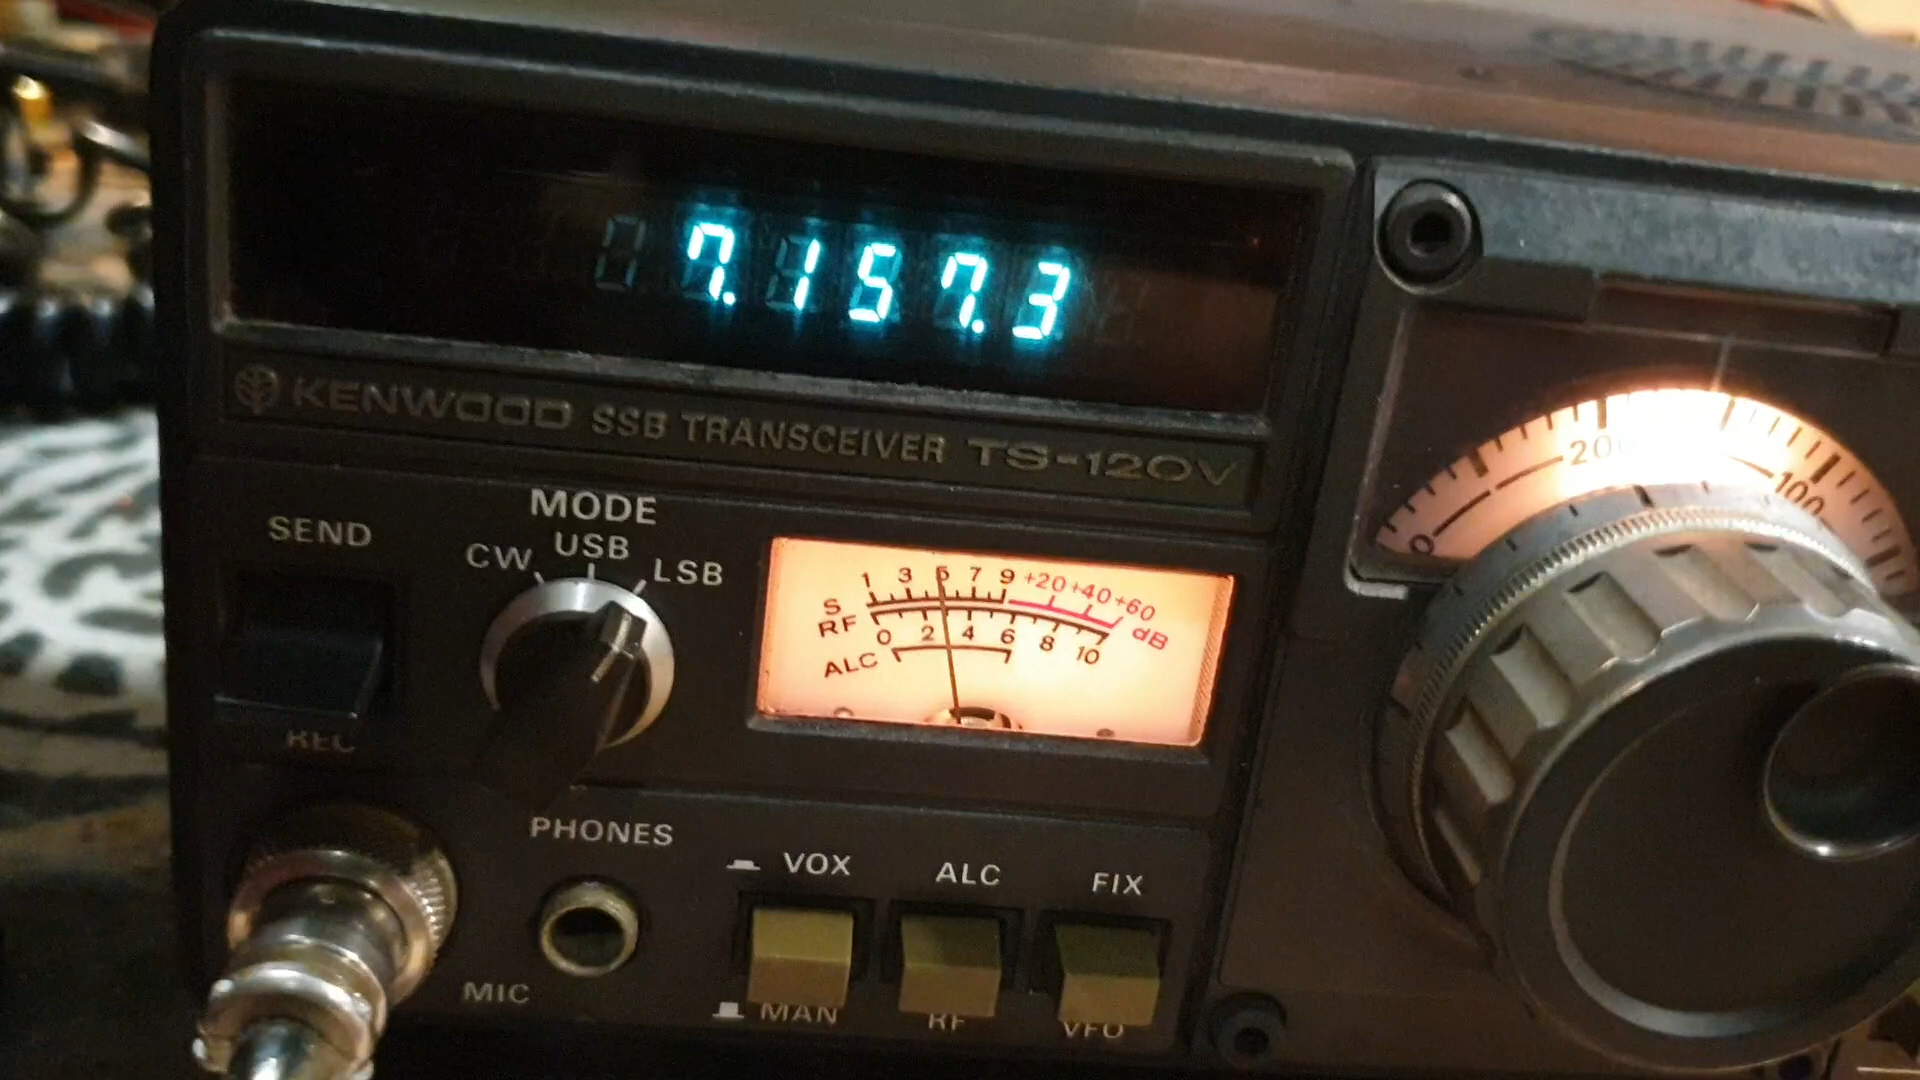 7.157.3
KENWOOD SSB TRANSCEIVER TS-120V
200
100
0
SEND
REC
MODE
CW USB LSB
S 1 3 5 7 9 +20 +40 +60 dB
RF 0 2 4 6 8 10
ALC
PHONES
MIC
VOX ALC FIX
MAN RF VFO